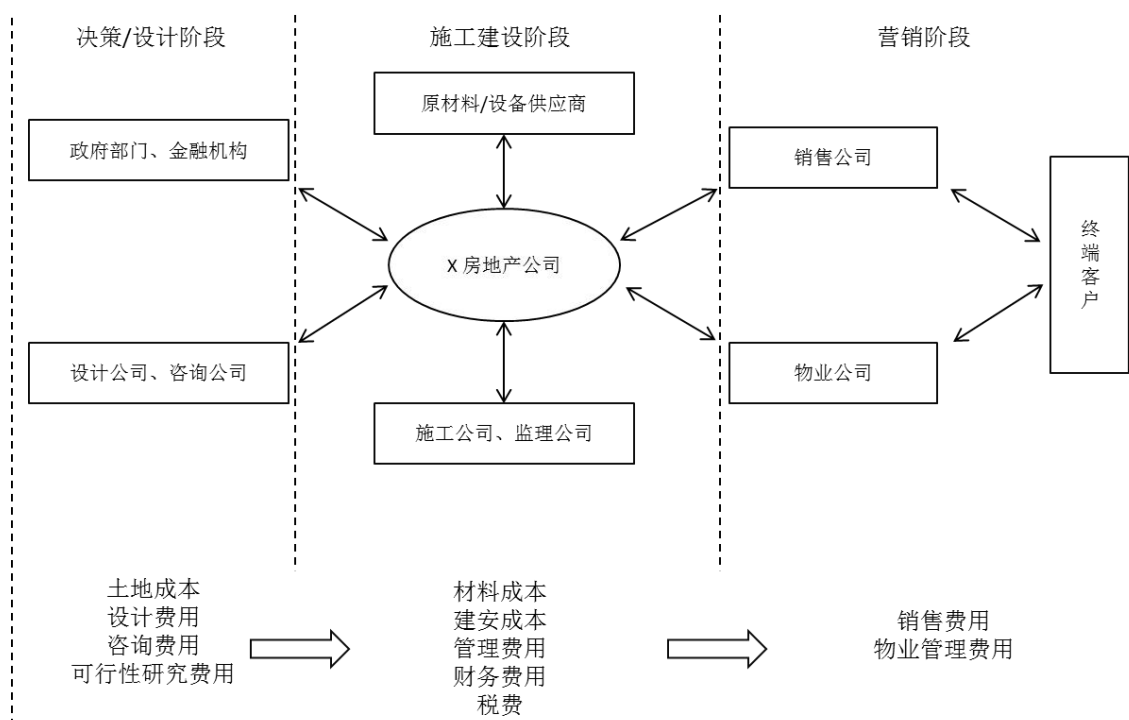 决策/设计阶段
施工建设阶段
营销阶段
原材料/设备供应商
政府部门、金融机构
销售公司
终
端
客
户
X 房地产公司
设计公司、咨询公司
物业公司
施工公司、监理公司
土地成本
设计费用
咨询费用
可行性研究费用
材料成本
建安成本
管理费用
财务费用
税费
销售费用
物业管理费用